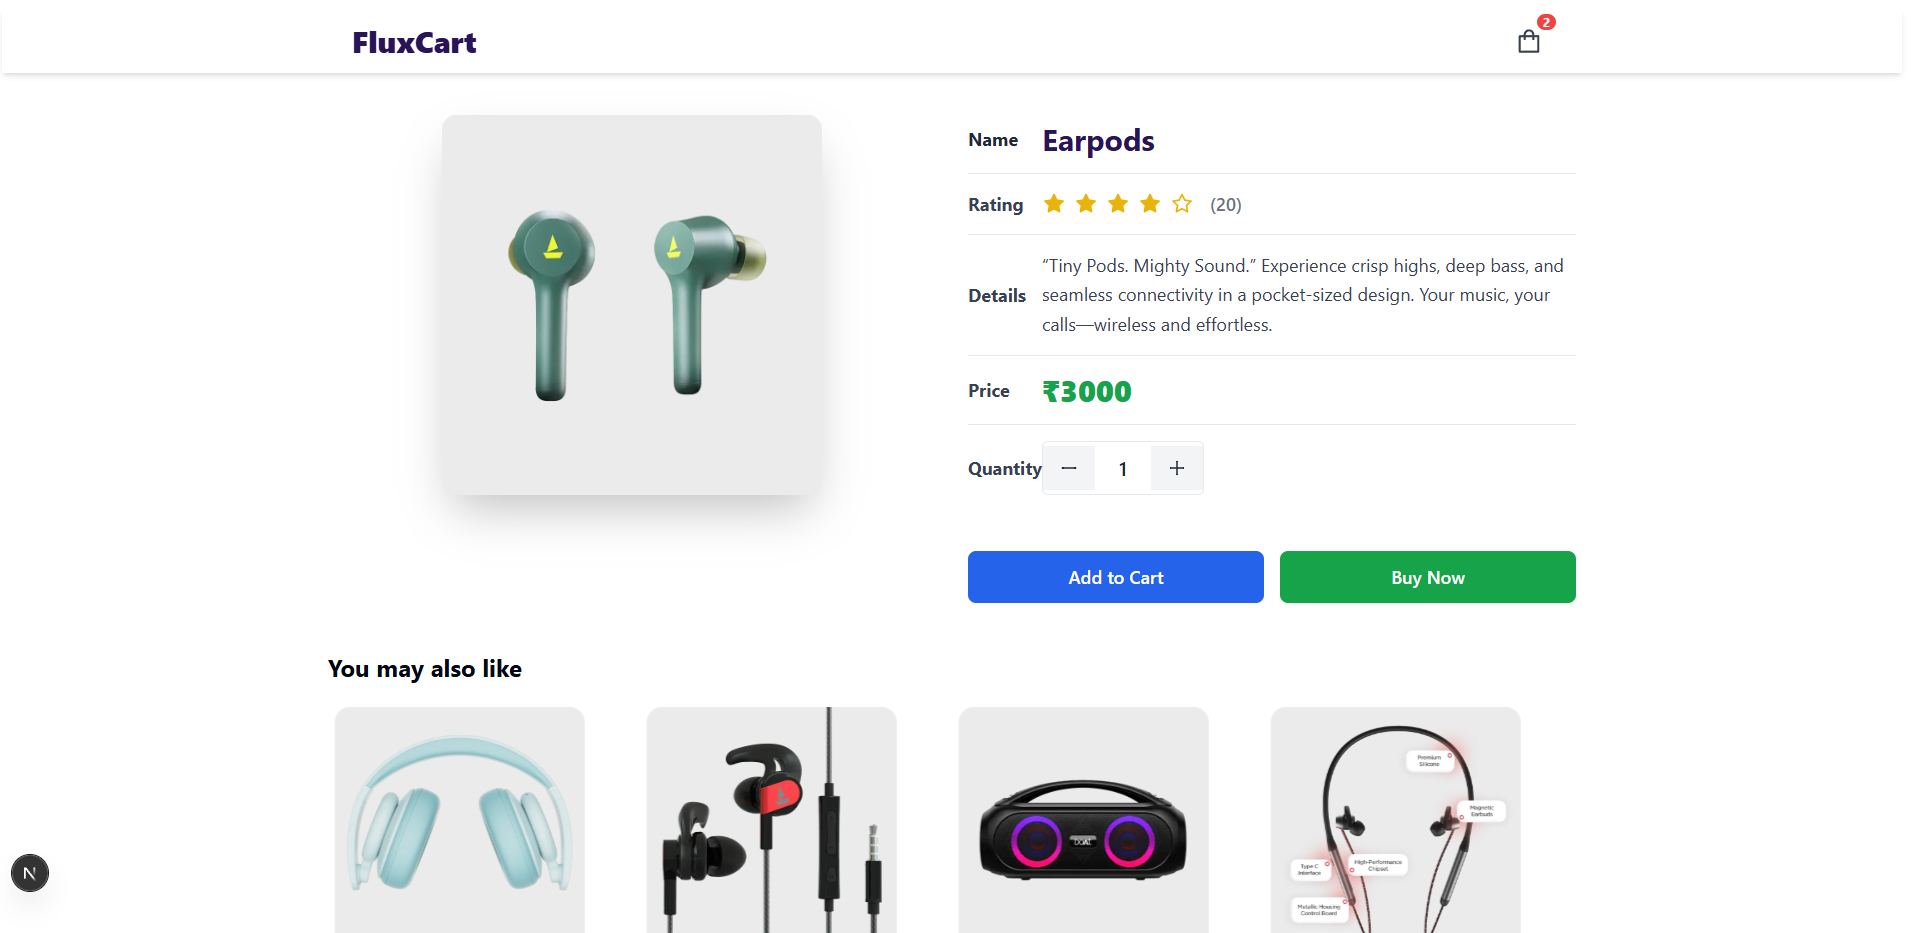 FluxCart
2
Name Earpods
Rating (20)
“Tiny Pods. Mighty Sound.” Experience crisp highs, deep bass, and
Details seamless connectivity in a pocket-sized design. Your music, your
calls—wireless and effortless.
Price ₹3000
Quantity − 1 +
Add to Cart Buy Now
You may also like
Premium
Silicone
Magnetic
Earbuds
High-Performance
Chipset
Type C
Interface
Metallic Housing
Control Board
N